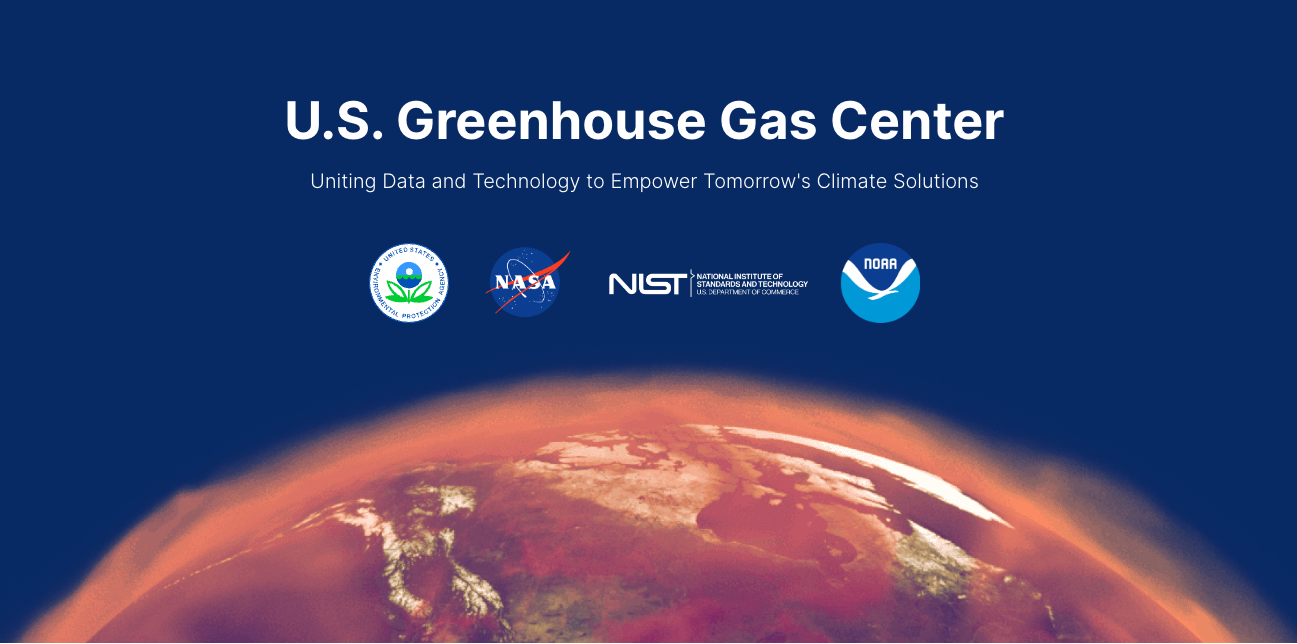 U.S. Greenhouse Gas Center
Uniting Data and Technology to Empower Tomorrow's Climate Solutions
UNITED STATES
ENVIRONMENTAL PROTECTION AGENCY
NASA
NIST
NATIONAL INSTITUTE OF
STANDARDS AND TECHNOLOGY
U.S. DEPARTMENT OF COMMERCE
NOAA